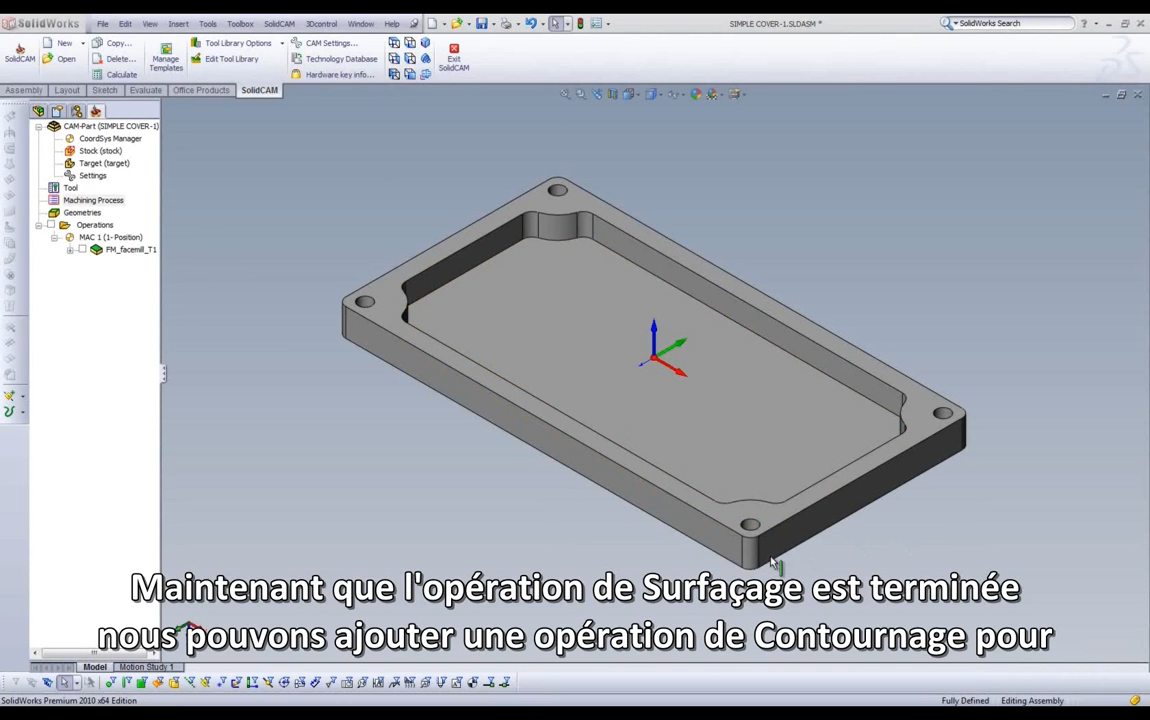 SolidWorks File Edit View Insert Tools Toolbox SolidCAM 3Dcontrol Window Help SIMPLE COVER-1.SLDASM * SolidWorks Search
SolidCAM New Open Copy... Delete... Calculate Manage Templates Tool Library Options Edit Tool Library CAM Settings... Technology Database Hardware key info... Exit SolidCAM
Assembly Layout Sketch Evaluate Office Products SolidCAM
CAM-Part (SIMPLE COVER-1)
CoordSys Manager
Stock (stock)
Target (target)
Settings
Tool
Machining Process
Geometries
Operations
MAC 1 (1- Position)
FM_facemill_T1
Maintenant que l'opération de Surfaçage est terminée
nous pouvons ajouter une opération de Contournage pour
Model Motion Study 1
SolidWorks Premium 2010 x64 Edition Fully Defined Editing Assembly